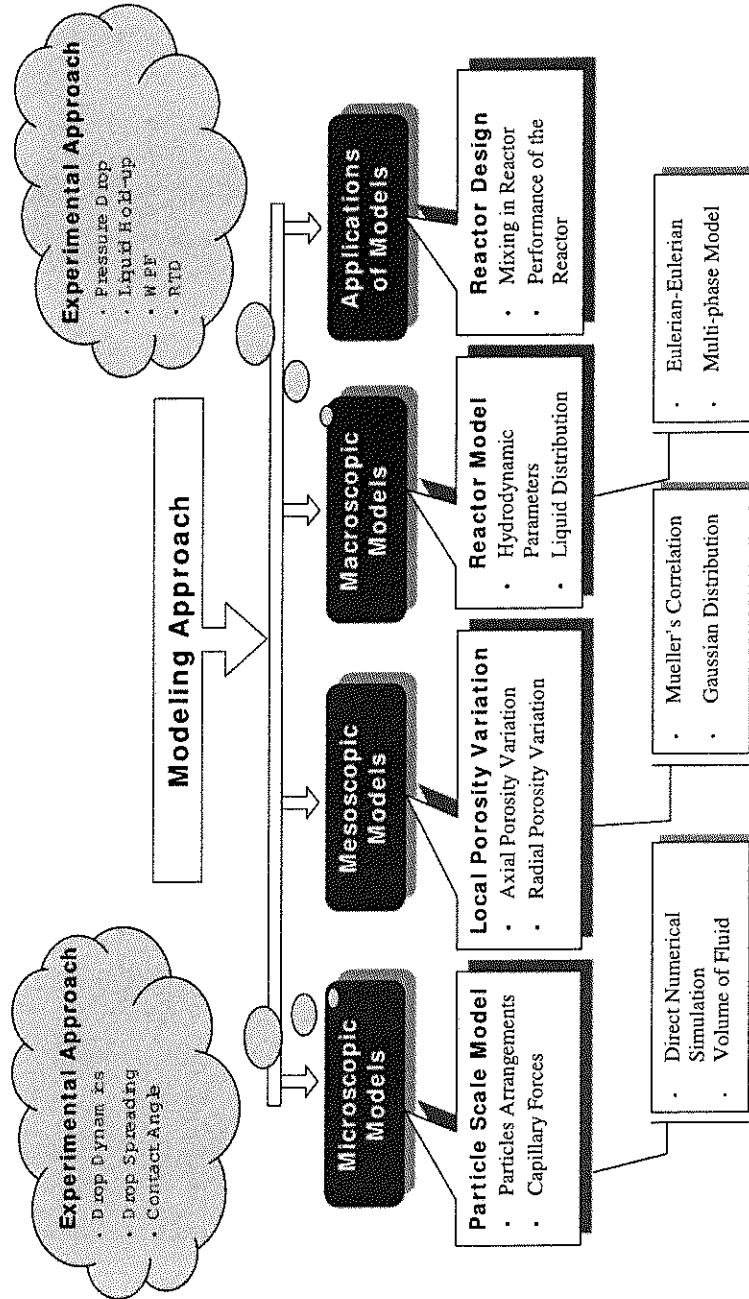 Experimental Approach
· Drop Dynamics
· Drop Spreading
· Contact Angle
Modeling Approach
Experimental Approach
· Pressure Drop
· Liquid Hold-up
· WPF
· RTD
Microscopic
Models
Mesoscopic
Models
Macroscopic
Models
Applications
of Models
Particle Scale Model
· Particles Arrangements
· Capillary Forces
Local Porosity Variation
· Axial Porosity Variation
· Radial Porosity Variation
Reactor Model
· Hydrodynamic
Parameters
· Liquid Distribution
Reactor Design
· Mixing in Reactor
· Performance of the
Reactor
· Direct Numerical
Simulation
· Volume of Fluid
· Mueller's Correlation
· Gaussian Distribution
· Eulerian-Eulerian
· Multi-phase Model